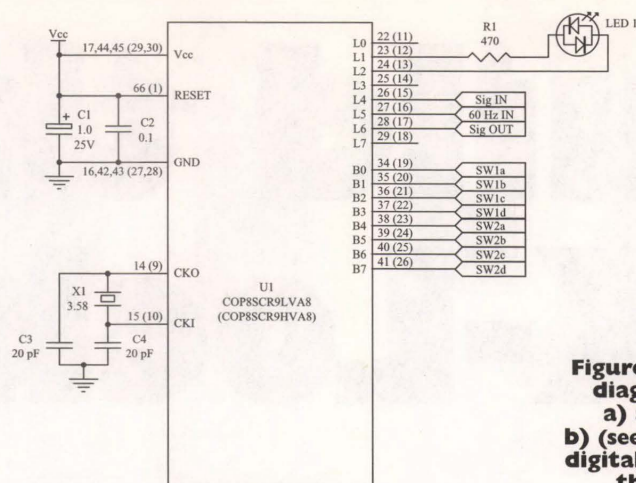 Vcc
17,44,45 (29,30)
Vcc
66 (1)
RESET
+ C1
1.0
25V
C2
0.1
GND
16,42,43 (27,28)
14 (9)
CKO
X1
3.58
15 (10)
CKI
C3
20 pF
C4
20 pF
U1
COP8SCR9LVA8
(COP8SCR9HVA8)
L0 22 (11)
L1 23 (12)
L2 24 (13)
L3 25 (14)
L4 26 (15) Sig IN
L5 27 (16) 60 Hz IN
L6 28 (17) Sig OUT
L7 29 (18)
R1
470
LED 1
B0 34 (19) SW1a
B1 35 (20) SW1b
B2 36 (21) SW1c
B3 37 (22) SW1d
B4 38 (23) SW2a
B5 39 (24) SW2b
B6 40 (25) SW2c
B7 41 (26) SW2d
Figure
diag
a)
b) (see
digital
th